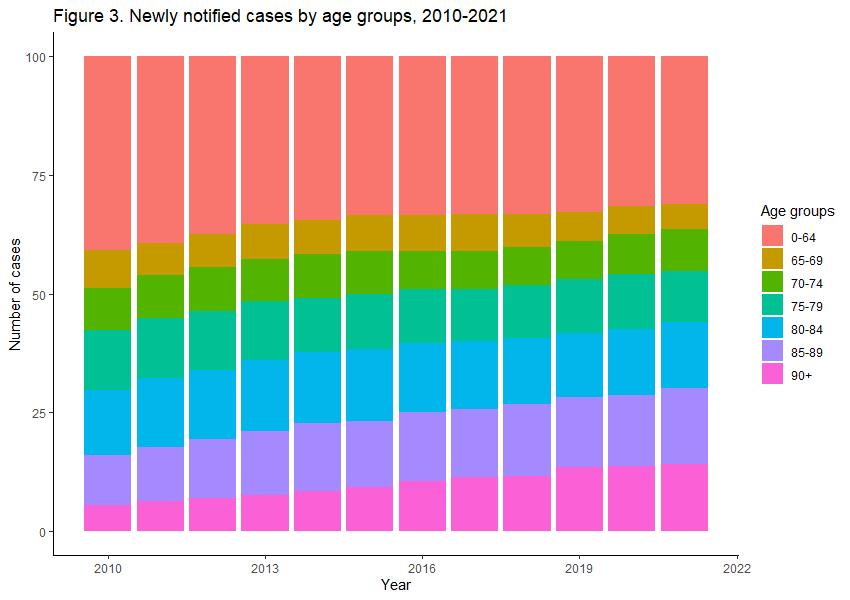 Figure 3. Newly notified cases by age groups, 2010-2021
100
75
50
25
0
Number of cases
2010 2013 2016 2019 2022
Year
Age groups
0-64
65-69
70-74
75-79
80-84
85-89
90+